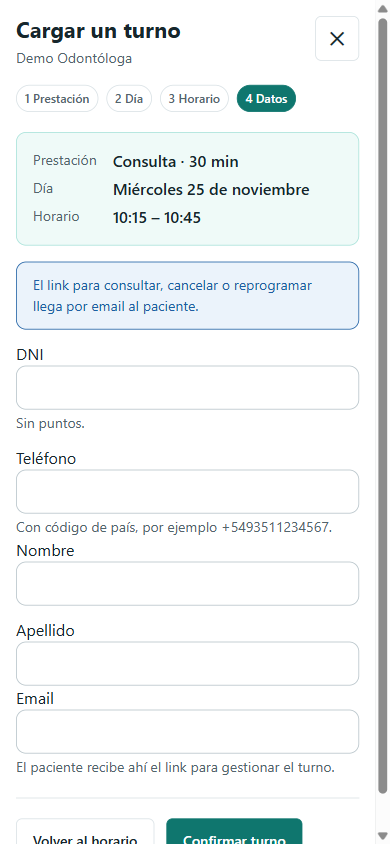 Cargar un turno
Demo Odontóloga
1 Prestación
2 Día
3 Horario
4 Datos
Prestación Consulta · 30 min
Día Miércoles 25 de noviembre
Horario 10:15 – 10:45
El link para consultar, cancelar o reprogramar
llega por email al paciente.
DNI
Sin puntos.
Teléfono
Con código de país, por ejemplo +5493511234567.
Nombre
Apellido
Email
El paciente recibe ahí el link para gestionar el turno.
Volver al horario
Confirmar turno